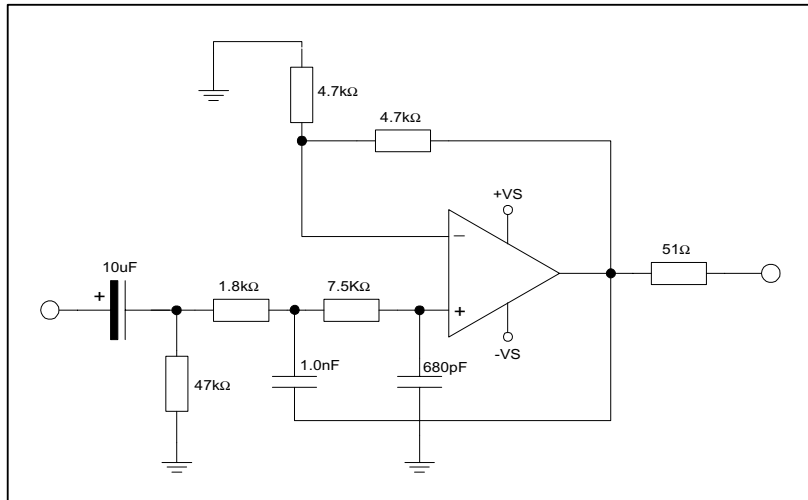 4.7kΩ
4.7kΩ
+VS
−
51Ω
10uF
+
1.8kΩ
7.5KΩ
+
-VS
1.0nF
680pF
47kΩ